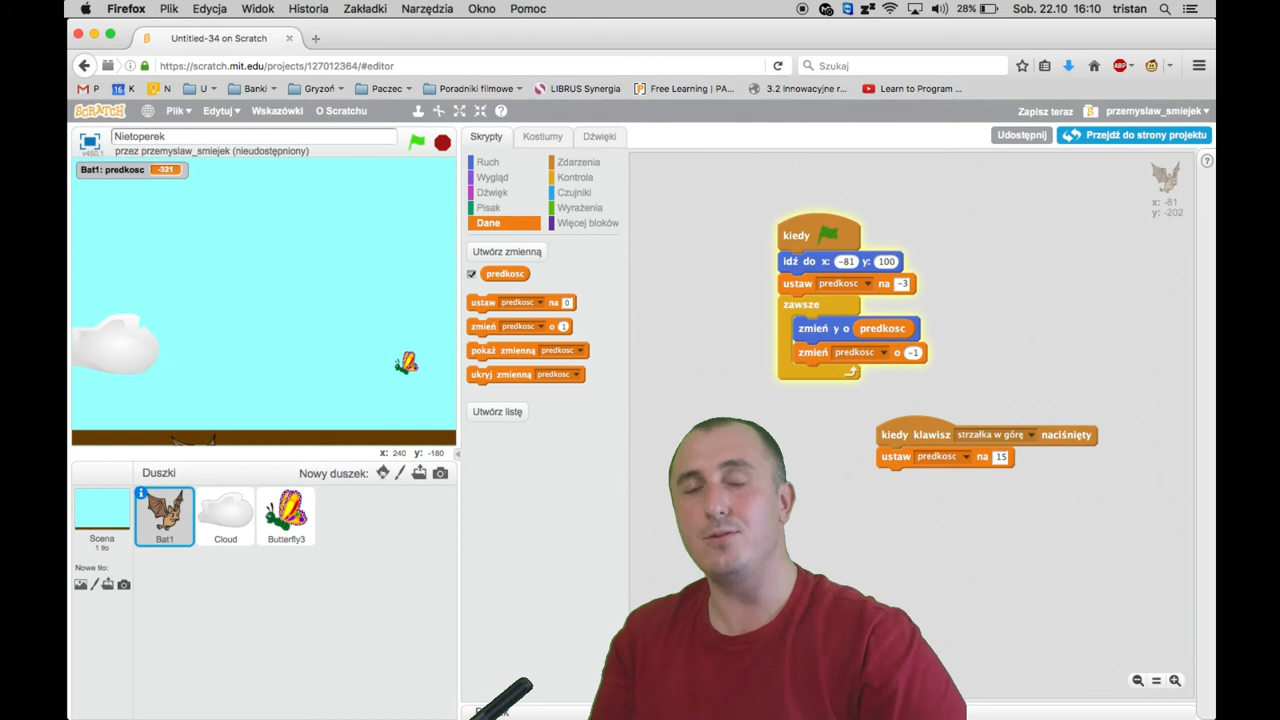 Firefox Plik Edycja Widok Historia Zakładki Narzędzia Okno Pomoc 28% Sob. 22.10 16:10 tristan
Untitled-34 on Scratch
https://scratch.mit.edu/projects/127012364/#editor Szukaj
P 16 K N U Banki Gryzoń Paczec Poradniki filmowe LIBRUS Synergia Free Learning | PA... 3.2 Innowacyjne r... Learn to Program ...
SCRATCH Plik Edytuj Wskazówki O Scratchu Zapisz teraz przemyslaw_smiejek
v450.1 Nietoperek
przez przemyslaw_smiejek (nieudostępniony)
Skrypty Kostiumy Dźwięki
Udostępnij Przejdź do strony projektu
Bat1: predkosc -321
Ruch Zdarzenia
Wygląd Kontrola
Dźwięk Czujniki
Pisak Wyrażenia
Dane Więcej bloków
Utwórz zmienną
predkosc
ustaw predkosc na 0
zmień predkosc o 1
pokaż zmienną predkosc
ukryj zmienną predkosc
Utwórz listę
x: -81
y: -202
kiedy
idź do x: -81 y: 100
ustaw predkosc na -3
zawsze
zmień y o predkosc
zmień predkosc o -1
kiedy klawisz strzałka w górę naciśnięty
ustaw predkosc na 15
x: 240 y: -180
Duszki Nowy duszek:
Scena
1 tło
Nowe tło:
Bat1 Cloud Butterfly3